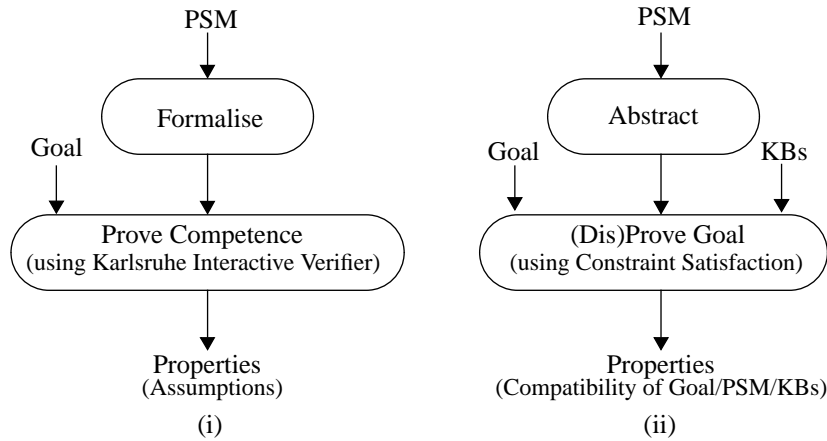 PSM
Formalise
Goal
Prove Competence
(using Karlsruhe Interactive Verifier)
Properties
(Assumptions)
(i)
PSM
Abstract
Goal
KBs
(Dis)Prove Goal
(using Constraint Satisfaction)
Properties
(Compatibility of Goal/PSM/KBs)
(ii)